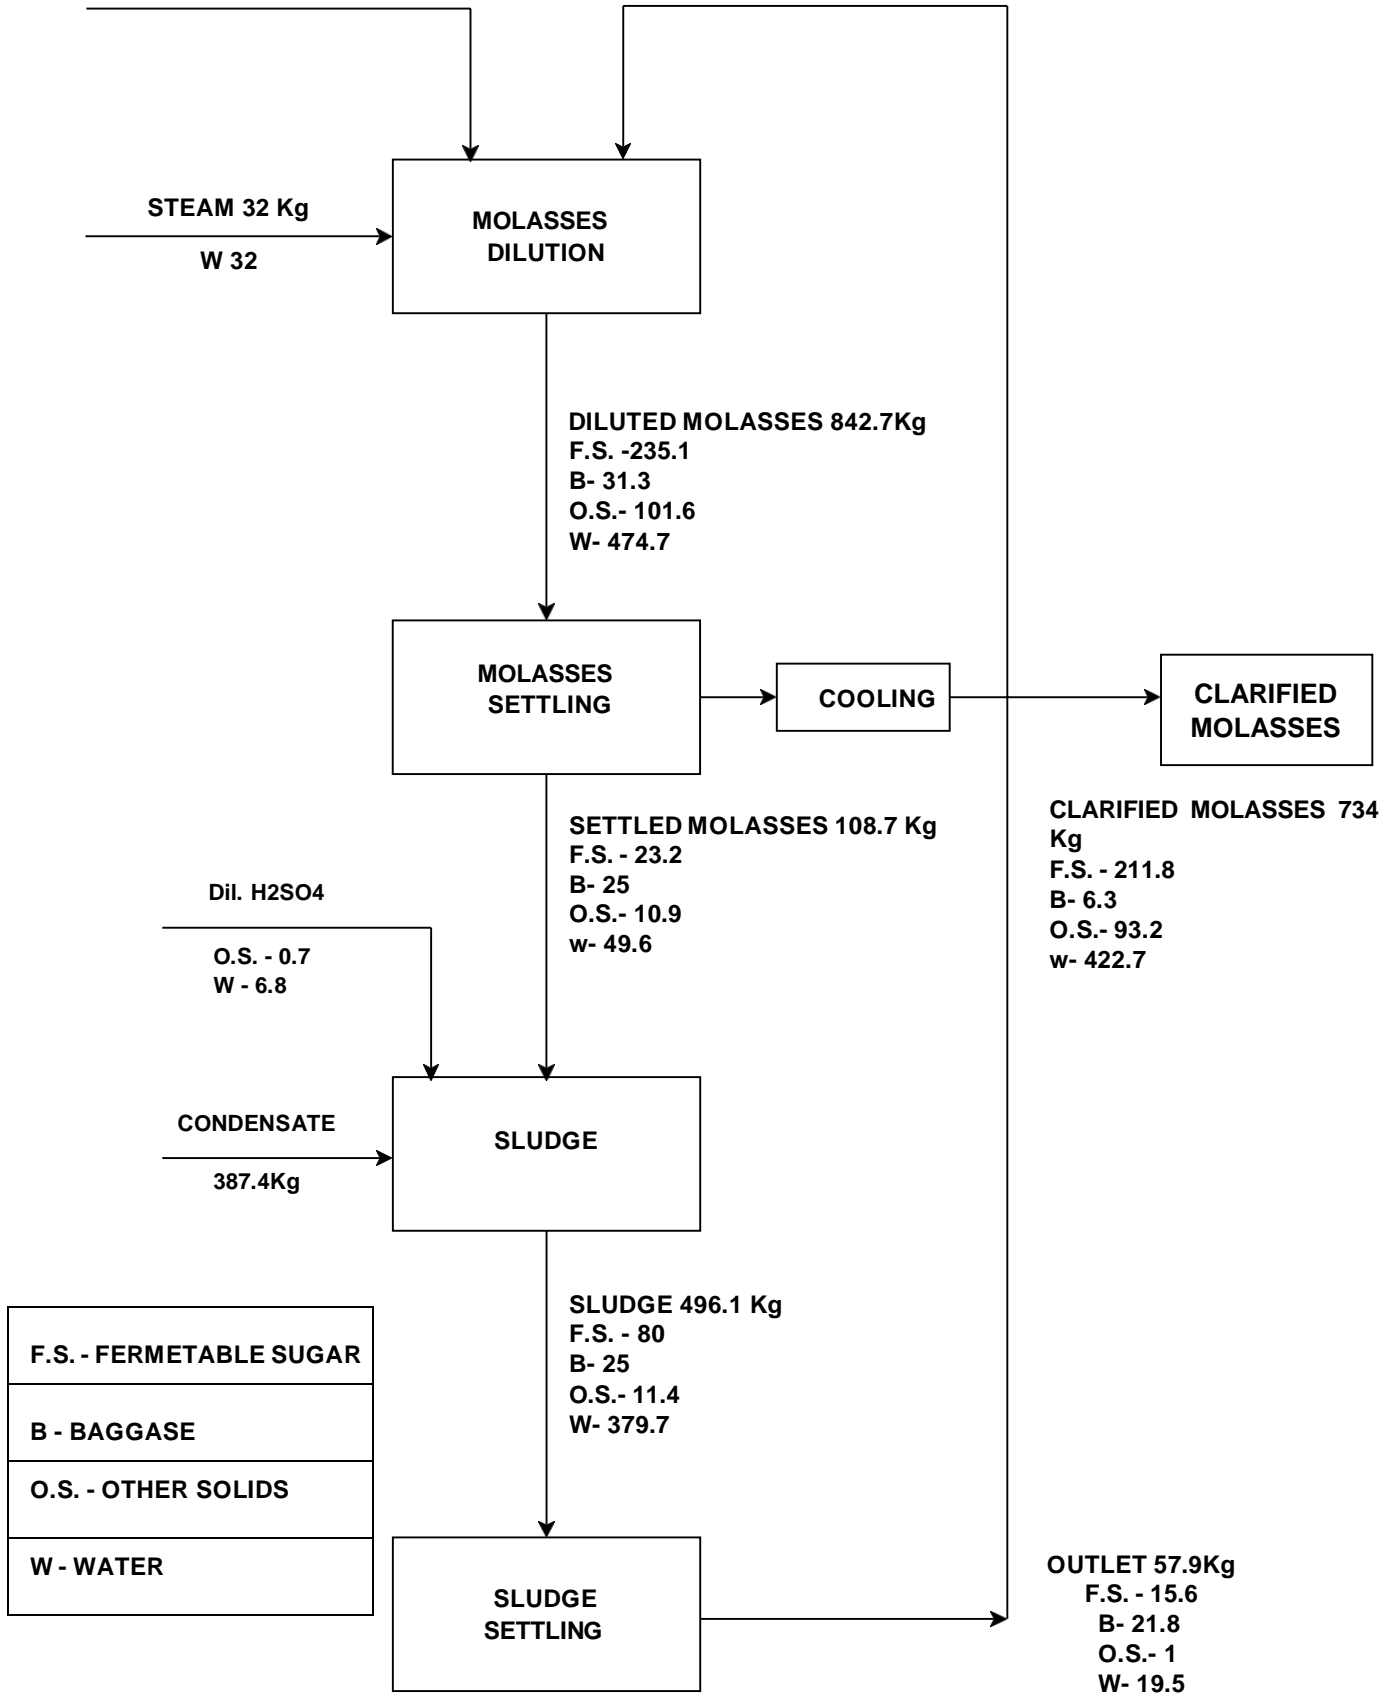 STEAM 32 Kg
W 32
MOLASSES
DILUTION
DILUTED MOLASSES 842.7Kg
F.S. -235.1
B- 31.3
O.S.- 101.6
W- 474.7
MOLASSES
SETTLING
COOLING
CLARIFIED
MOLASSES
SETTLED MOLASSES 108.7 Kg
F.S. - 23.2
B- 25
O.S.- 10.9
w- 49.6
CLARIFIED MOLASSES 734
Kg
F.S. - 211.8
B- 6.3
O.S.- 93.2
w- 422.7
Dil. H2SO4
O.S. - 0.7
W - 6.8
CONDENSATE
387.4Kg
SLUDGE
SLUDGE 496.1 Kg
F.S. - 80
B- 25
O.S.- 11.4
W- 379.7
F.S. - FERMETABLE SUGAR
B - BAGGASE
O.S. - OTHER SOLIDS
W - WATER
SLUDGE
SETTLING
OUTLET 57.9Kg
F.S. - 15.6
B- 21.8
O.S.- 1
W- 19.5